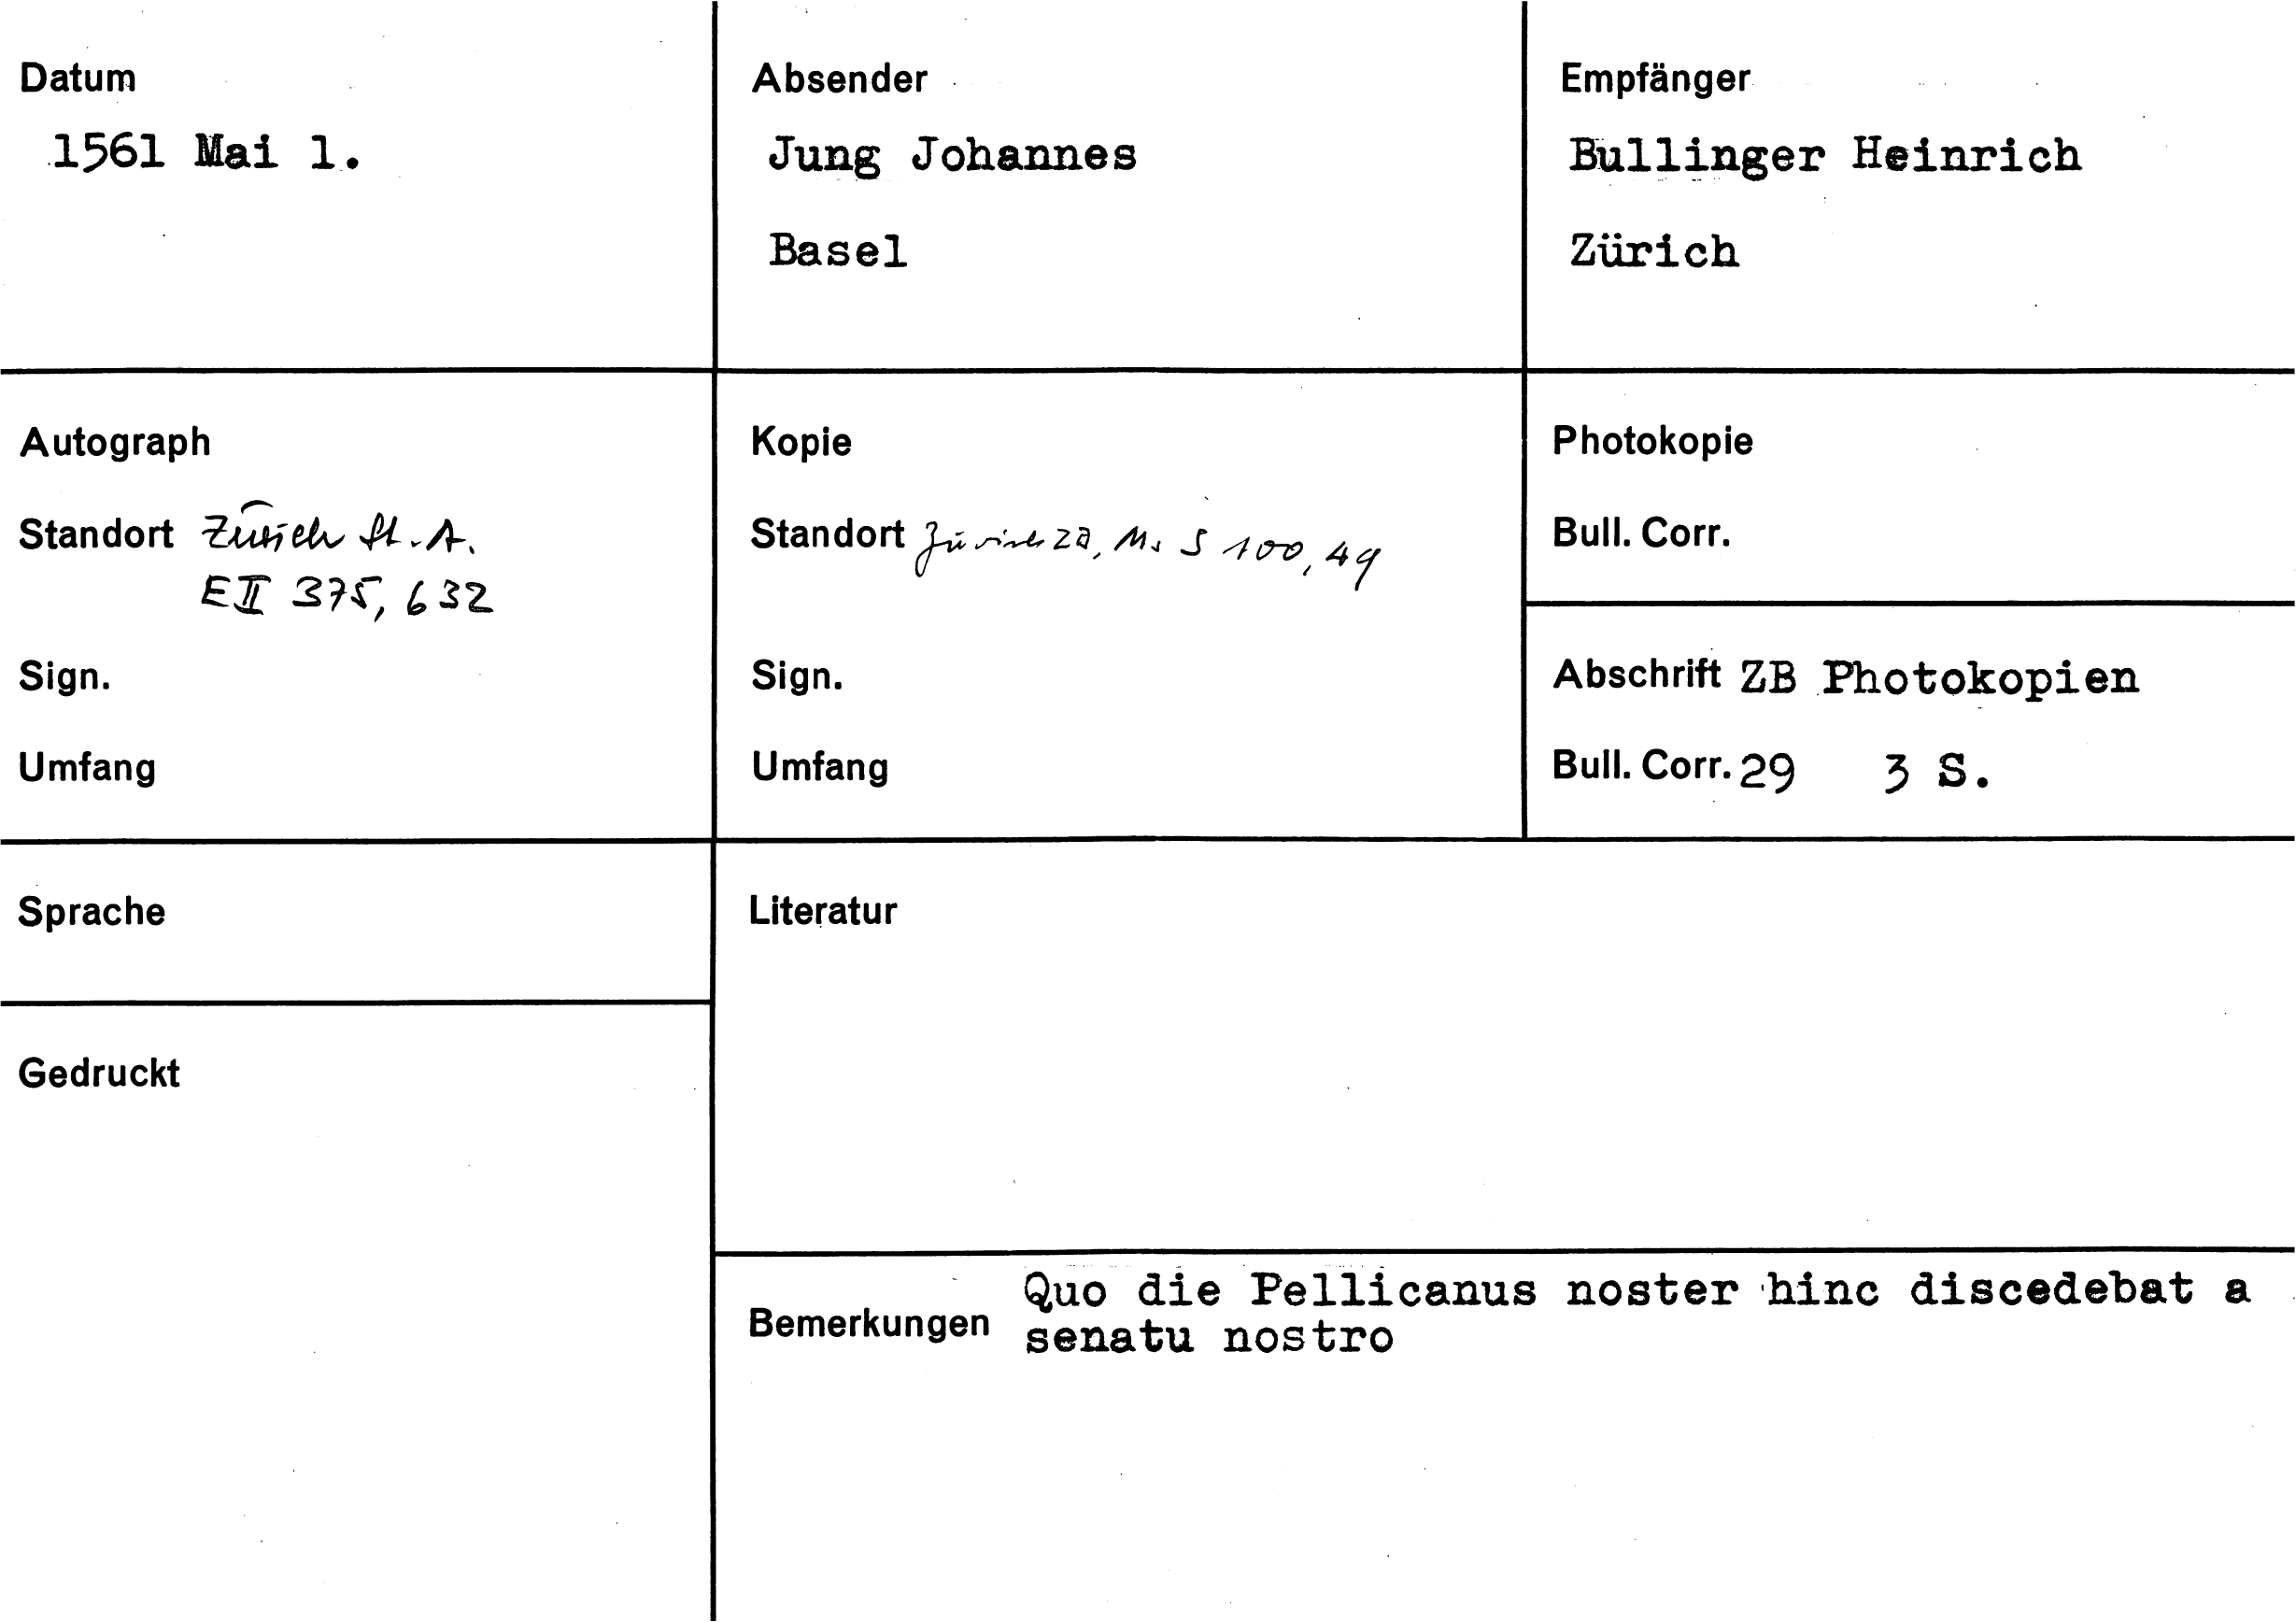 Datum
1561 Mai 1.
Absender
Jung Johannes
Basel
Empfänger
Bullinger Heinrich
Zürich
Autograph
Standort Zürich St.A.
E II 375, 632
Sign.
Umfang
Kopie
Standort Zürich ZB, Ms S 100, 49
Sign.
Umfang
Photokopie
Bull. Corr.
Abschrift ZB Photokopien
Bull. Corr. 29 3 S.
Sprache
Gedruckt
Literatur
Bemerkungen Quo die Pellicanus noster hinc discedebat a
senatu nostro